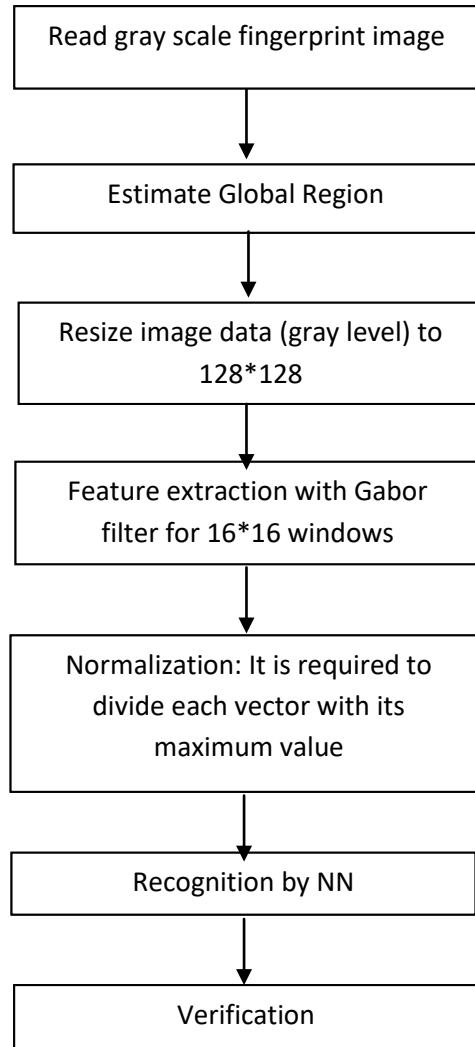 Read gray scale fingerprint image
Estimate Global Region
Resize image data (gray level) to
128*128
Feature extraction with Gabor
filter for 16*16 windows
Normalization: It is required to
divide each vector with its
maximum value
Recognition by NN
Verification